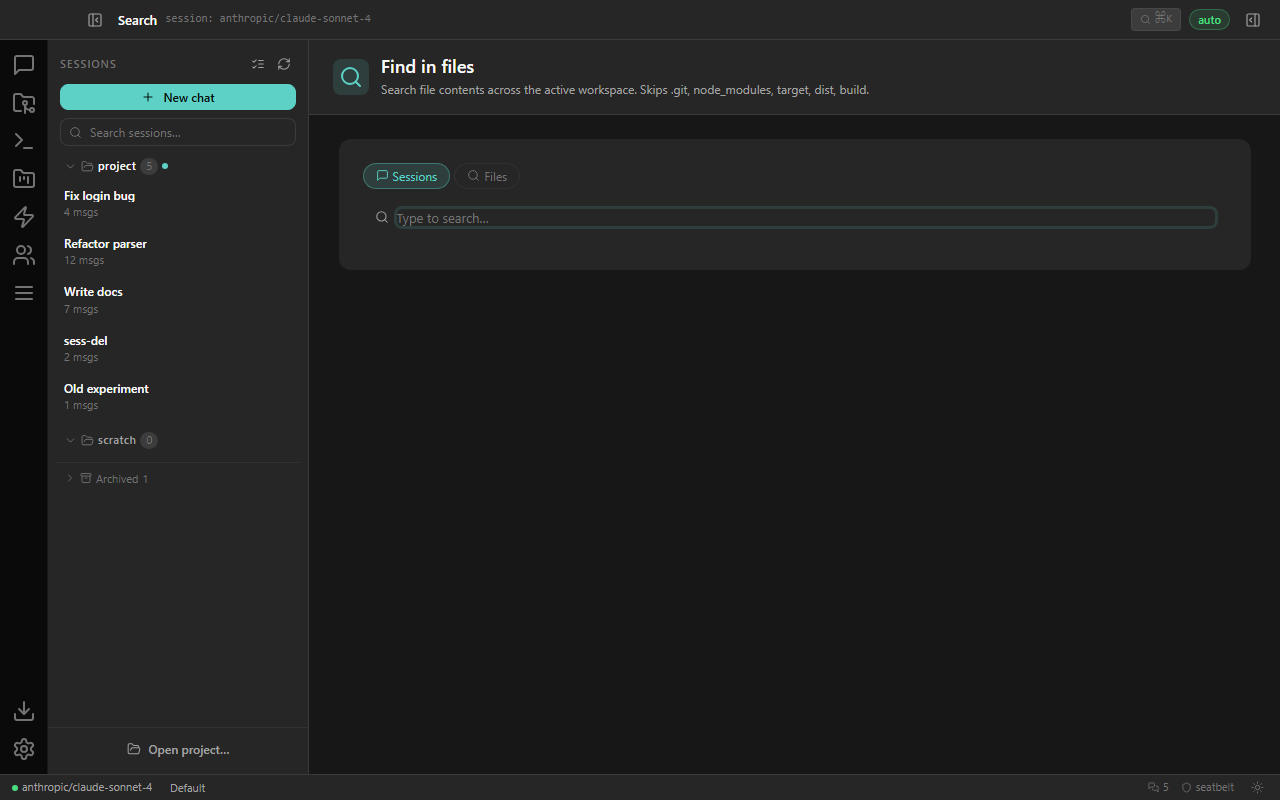 Search session: anthropic/claude-sonnet-4
⌘K
auto
SESSIONS
+ New chat
Search sessions...
project 5
Fix login bug
4 msgs
Refactor parser
12 msgs
Write docs
7 msgs
sess-del
2 msgs
Old experiment
1 msgs
scratch 0
Archived 1
Open project...
Find in files
Search file contents across the active workspace. Skips .git, node_modules, target, dist, build.
Sessions
Files
Type to search...
anthropic/claude-sonnet-4
Default
5
seatbelt